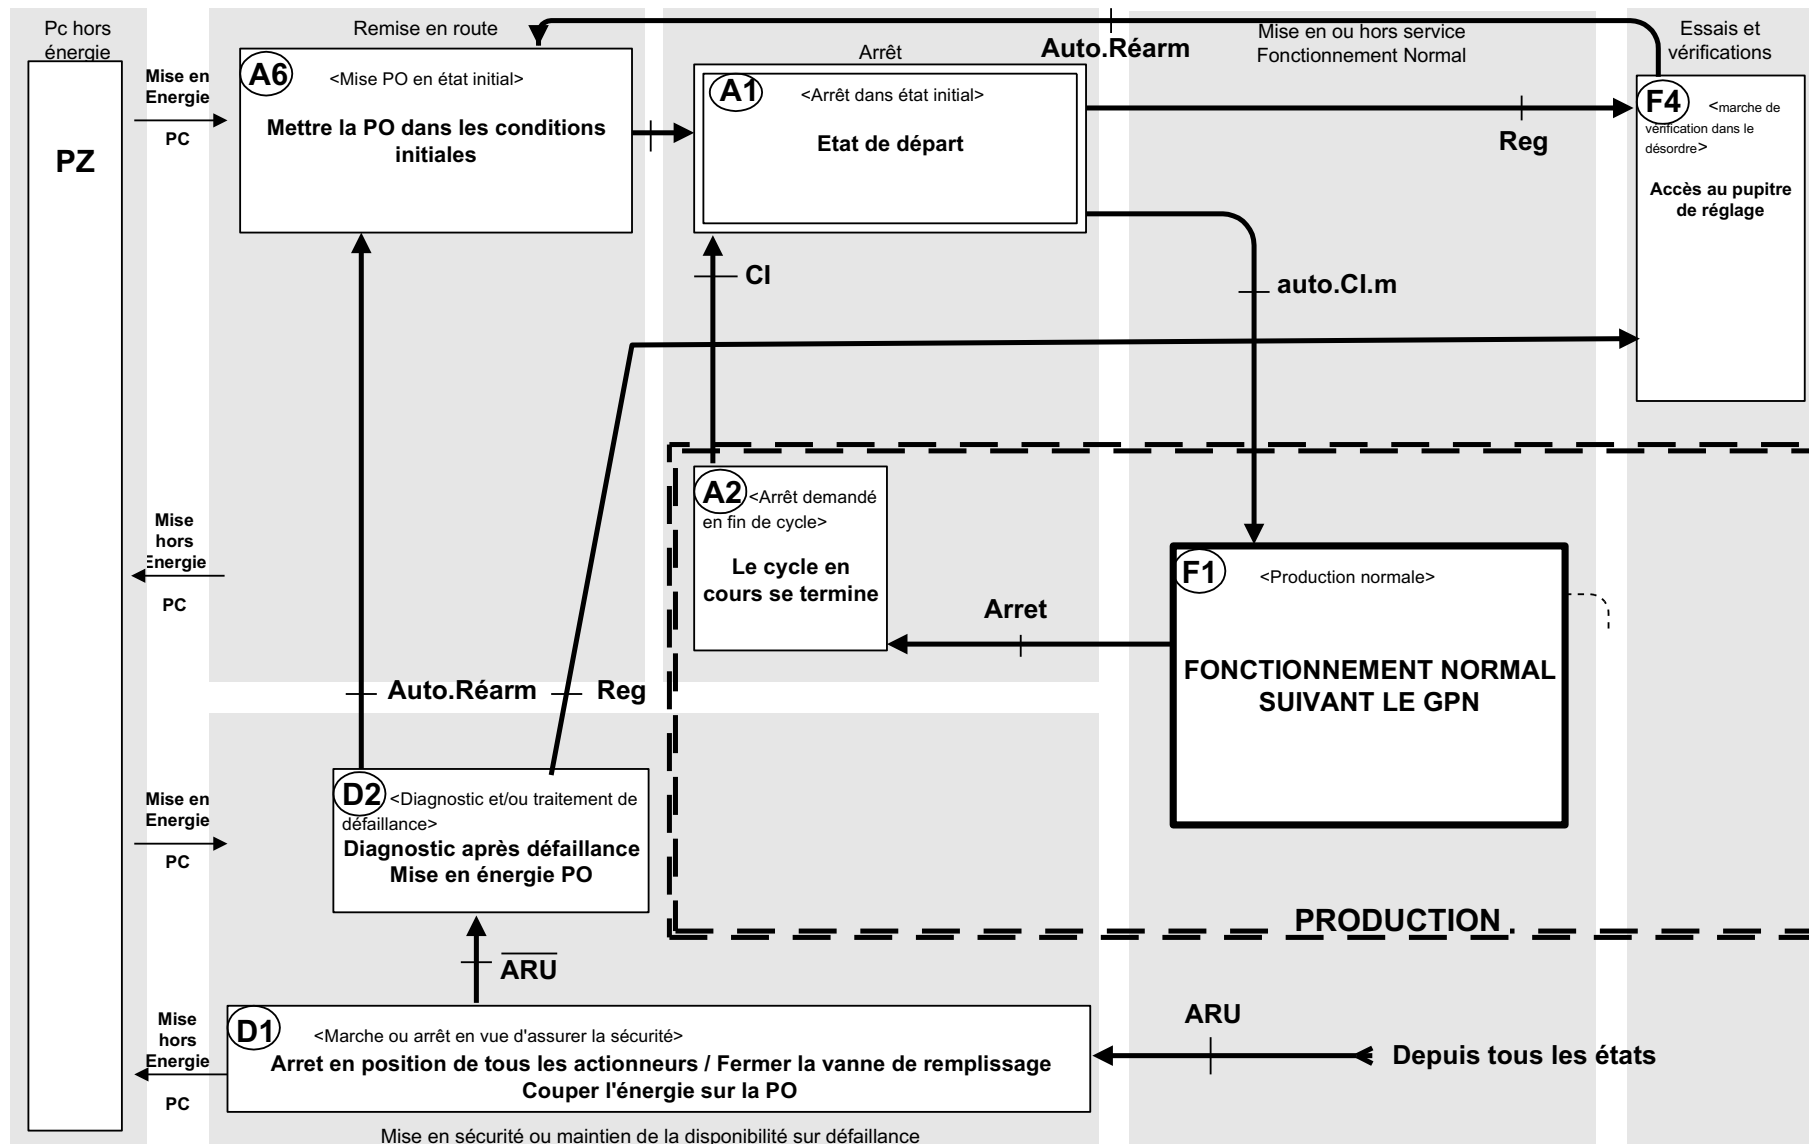 Pc hors
énergie
PZ
Mise en
Energie
PC
Mise
hors
Energie
PC
Mise en
Energie
PC
Mise
hors
Energie
PC
Remise en route
A6
<Mise PO en état initial>
Mettre la PO dans les conditions
initiales
Arrêt
A1
<Arrêt dans état initial>
Etat de départ
Auto.Réarm
Mise en ou hors service
Fonctionnement Normal
Reg
Essais et
vérifications
F4
<marche de
vérification dans le
désordre>
Accès au pupitre
de réglage
CI
auto.CI.m
A2
<Arrêt demandé
en fin de cycle>
Le cycle en
cours se termine
Arret
F1
<Production normale>
FONCTIONNEMENT NORMAL
SUIVANT LE GPN
Auto.Réarm
Reg
D2
<Diagnostic et/ou traitement de
défaillance>
Diagnostic après défaillance
Mise en énergie PO
PRODUCTION
ARU
D1
<Marche ou arrêt en vue d'assurer la sécurité>
Arret en position de tous les actionneurs / Fermer la vanne de remplissage
Couper l'énergie sur la PO
ARU
Depuis tous les états
Mise en sécurité ou maintien de la disponibilité sur défaillance